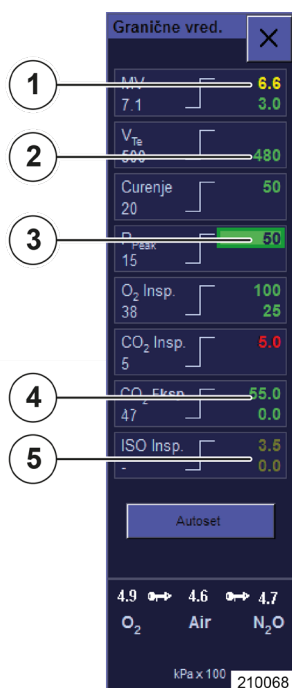 Granične vred.
1
MV
6.6
7.1
3.0
2
VTe
500
480
Curenje
50
20
3
PPeak
50
15
O2 Insp.
100
38
25
CO2 Insp.
5.0
5
4
CO2 Eksp.
55.0
47
0.0
5
ISO Insp.
3.5
-
0.0
Autoset
4.9 4.6 4.7
O2 Air N2O
kPa x 100
210068